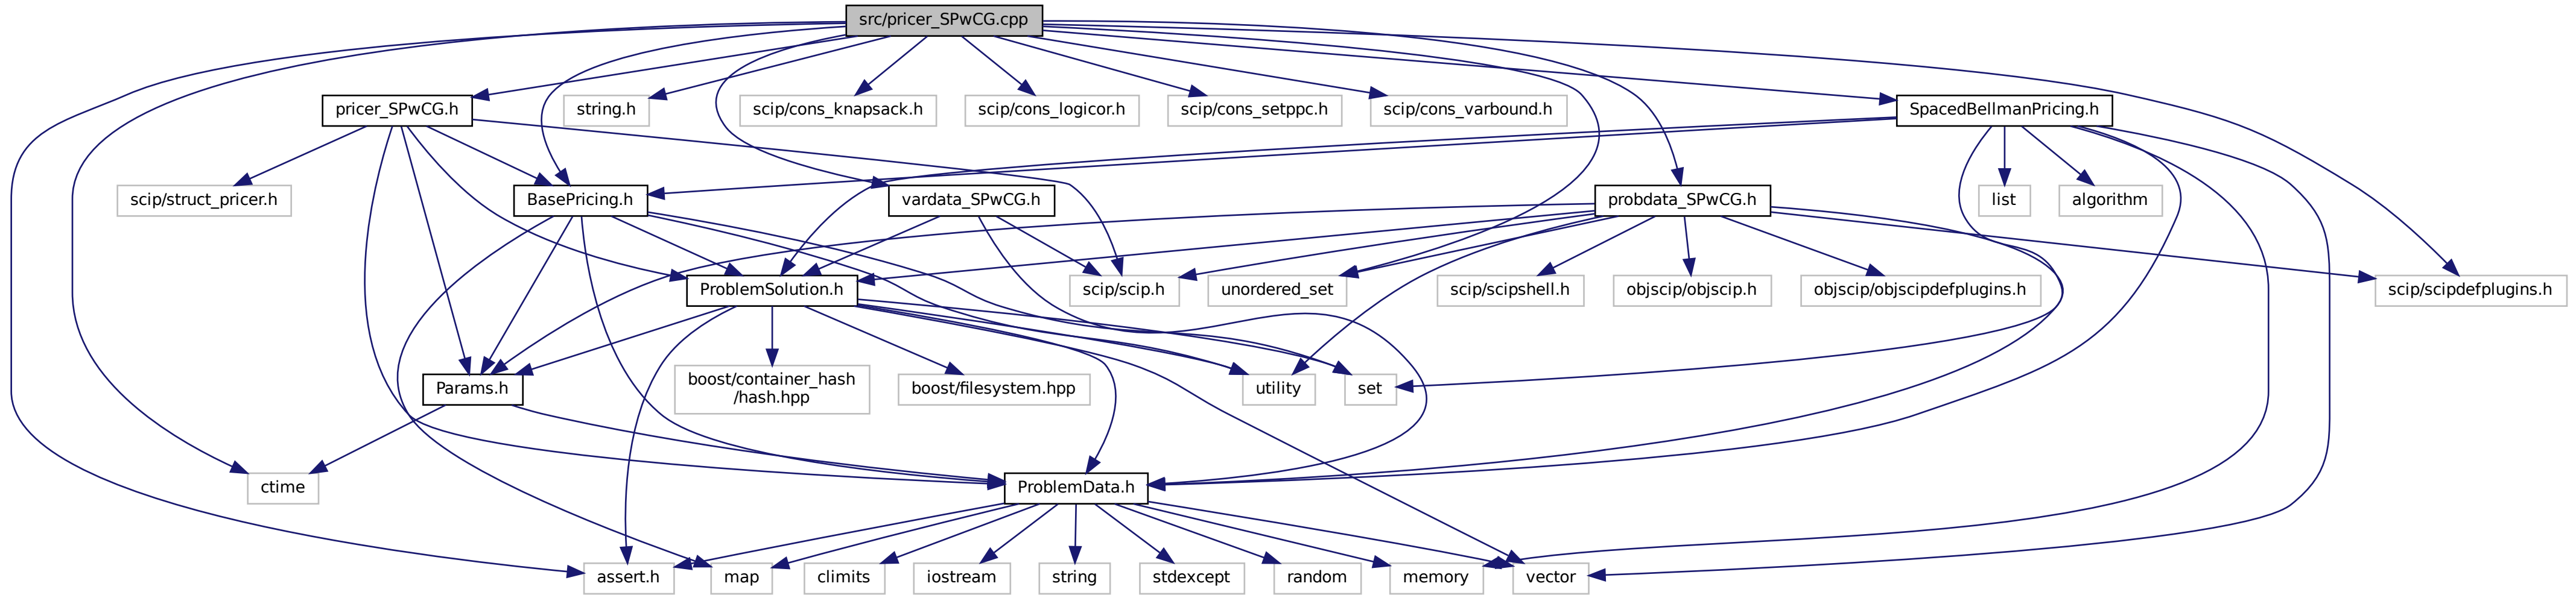 src/pricer_SPwCG.cpp
pricer_SPwCG.h
string.h
scip/cons_knapsack.h
scip/cons_logicor.h
scip/cons_setppc.h
scip/cons_varbound.h
SpacedBellmanPricing.h
scip/struct_pricer.h
BasePricing.h
vardata_SPwCG.h
probdata_SPwCG.h
list
algorithm
ProblemSolution.h
scip/scip.h
unordered_set
scip/scipshell.h
objscip/objscip.h
objscip/objscipdefplugins.h
scip/scipdefplugins.h
Params.h
boost/container_hash
/hash.hpp
boost/filesystem.hpp
utility
set
ctime
ProblemData.h
assert.h
map
climits
iostream
string
stdexcept
random
memory
vector